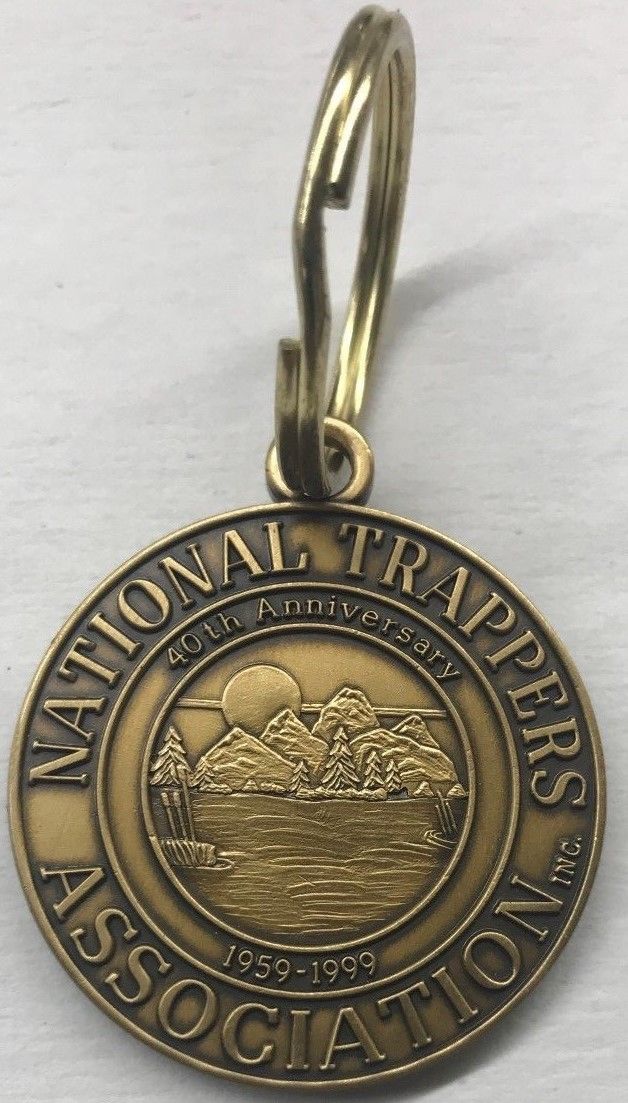 NATIONAL TRAPPERS
ASSOCIATION INC.
40th Anniversary
1959-1999